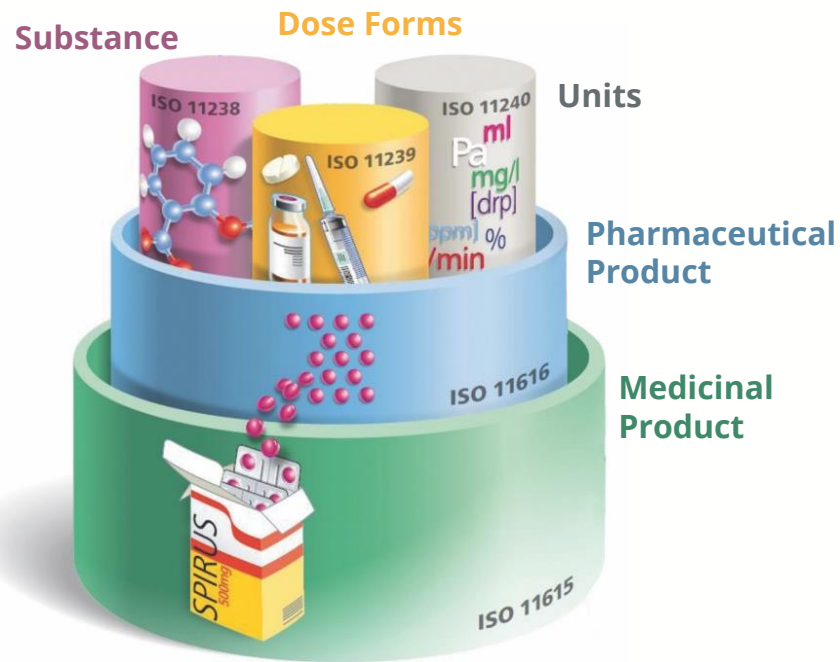 Substance
Dose Forms
Units
ISO 11238
ISO 11239
ISO 11240
ml
Pa
mg/l
[drp]
ppm]
%
/min
Pharmaceutical
Product
ISO 11616
Medicinal
Product
SPIRUS
500mg
ISO 11615